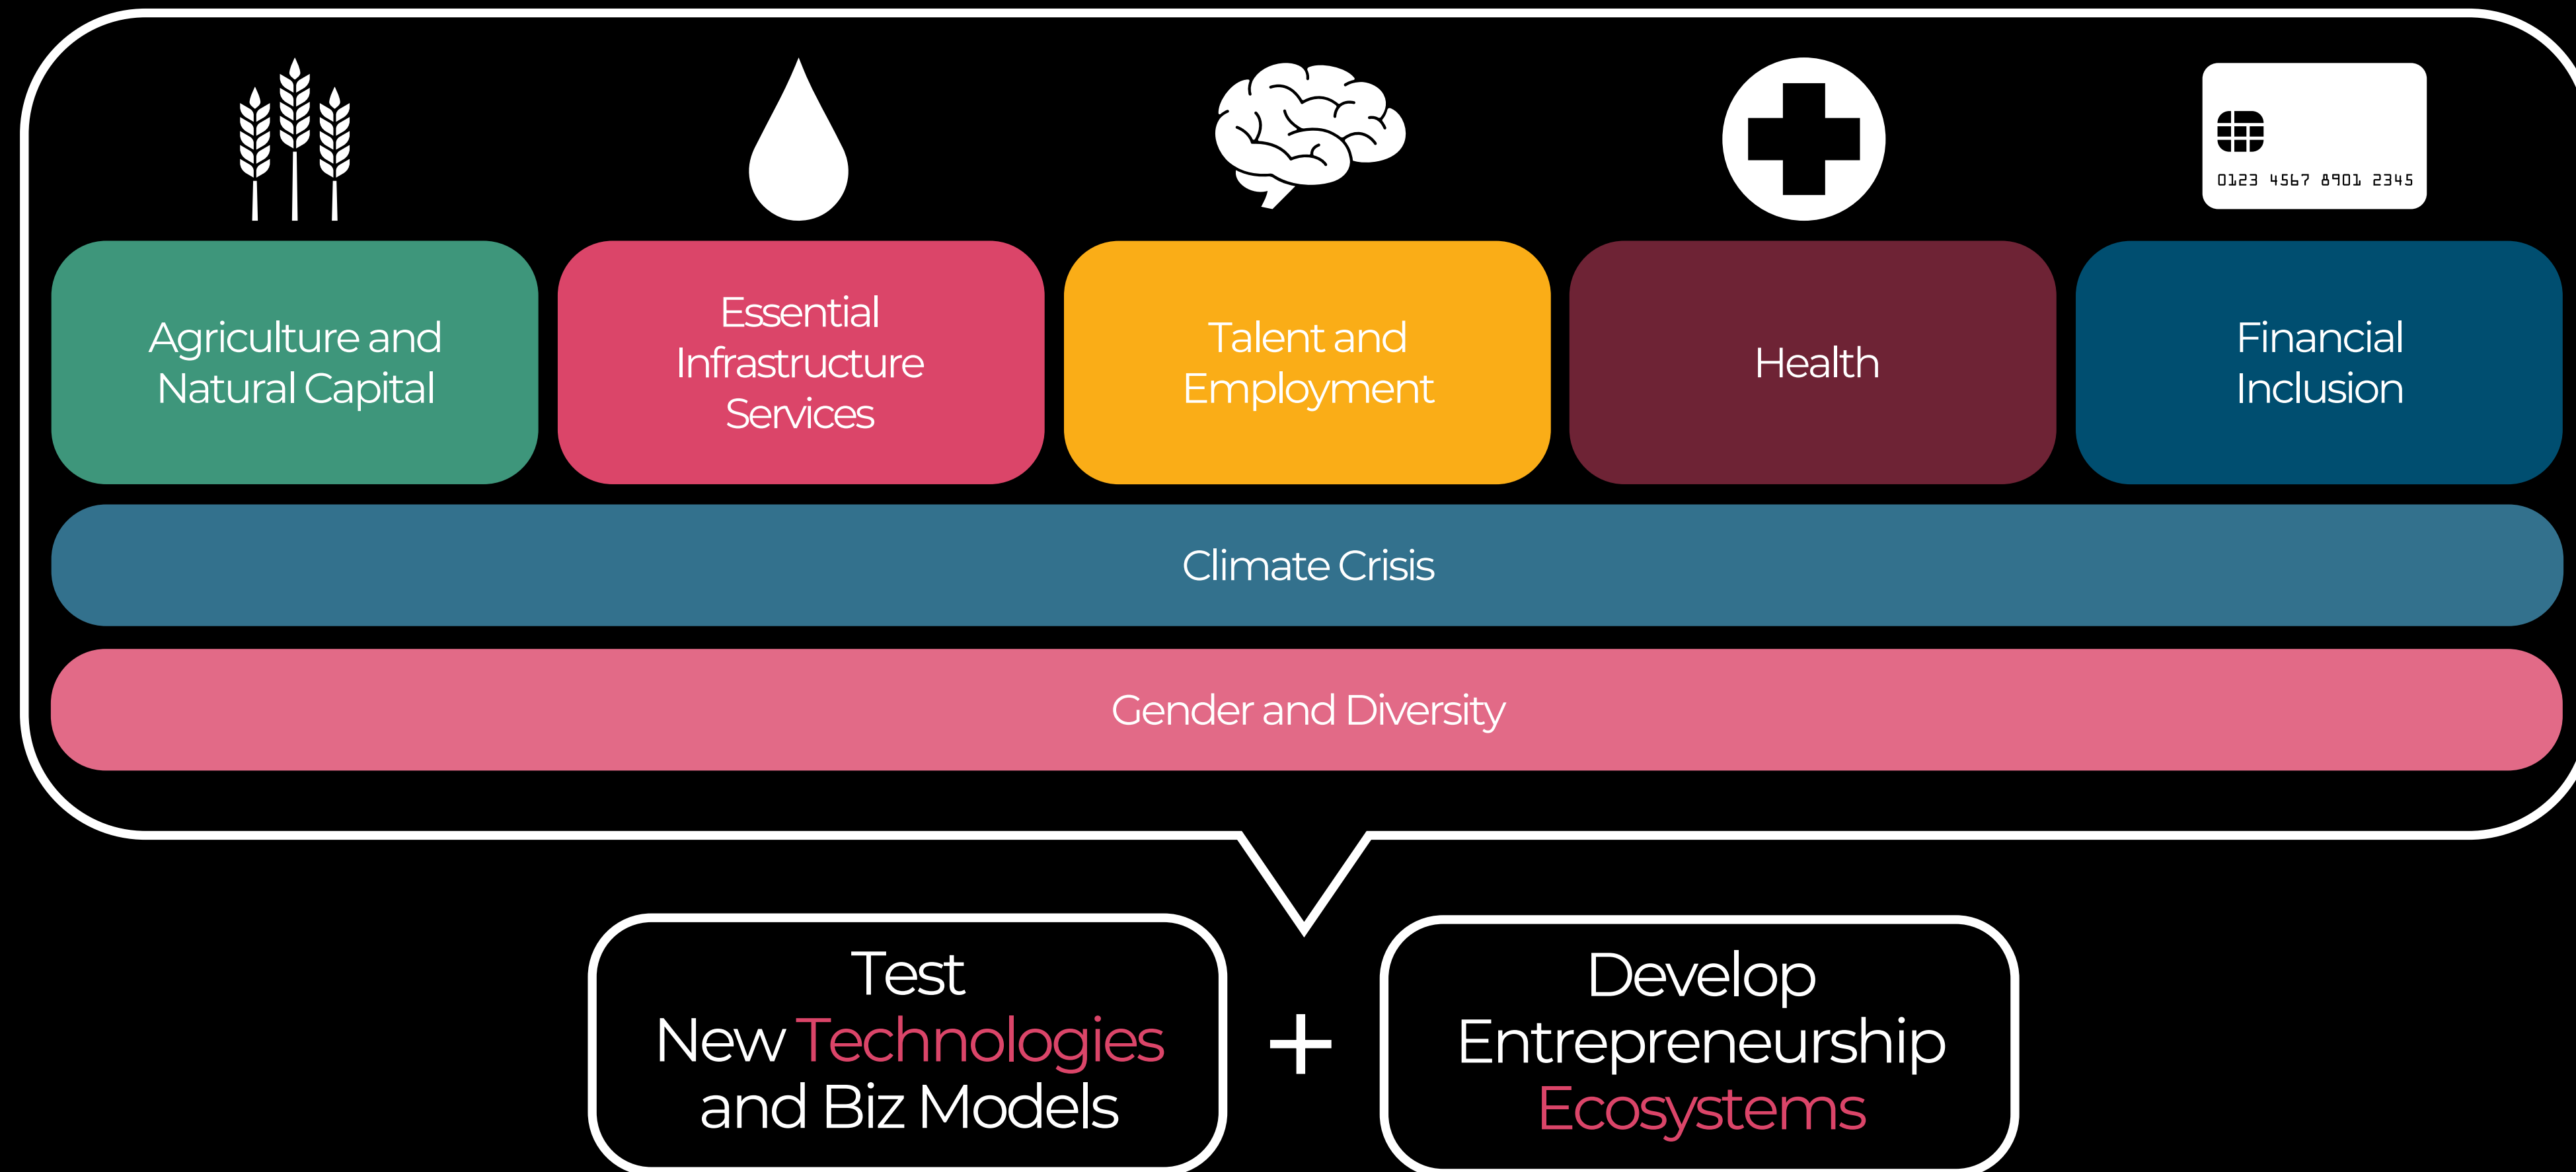 0123 4567 8901 2345
Agriculture and
Natural Capital
Essential
Infrastructure
Services
Talent and
Employment
Health
Financial
Inclusion
Climate Crisis
Gender and Diversity
Test
New Technologies
and Biz Models
+
Develop
Entrepreneurship
Ecosystems